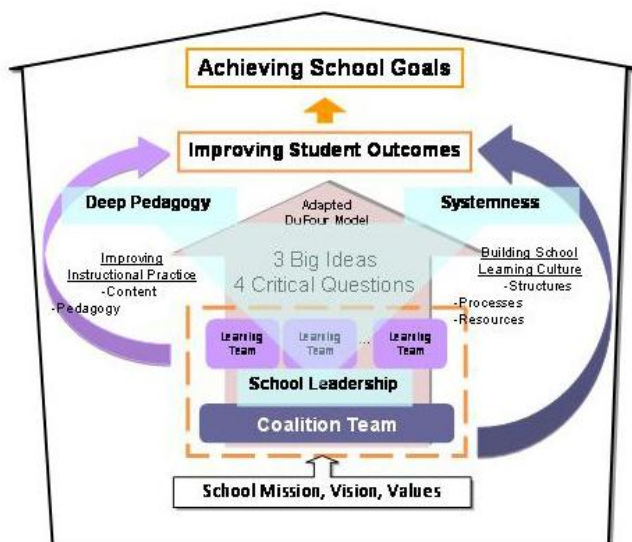 Achieving School Goals
Improving Student Outcomes
Deep Pedagogy
Adapted
DuFour Model
Systemness
Improving
Instructional Practice
-Content
-Pedagogy
3 Big Ideas
4 Critical Questions
Building School
Learning Culture
-Structures
-Processes
-Resources
Learning
Team
Learning
Team
...
Learning
Team
School Leadership
Coalition Team
School Mission, Vision, Values